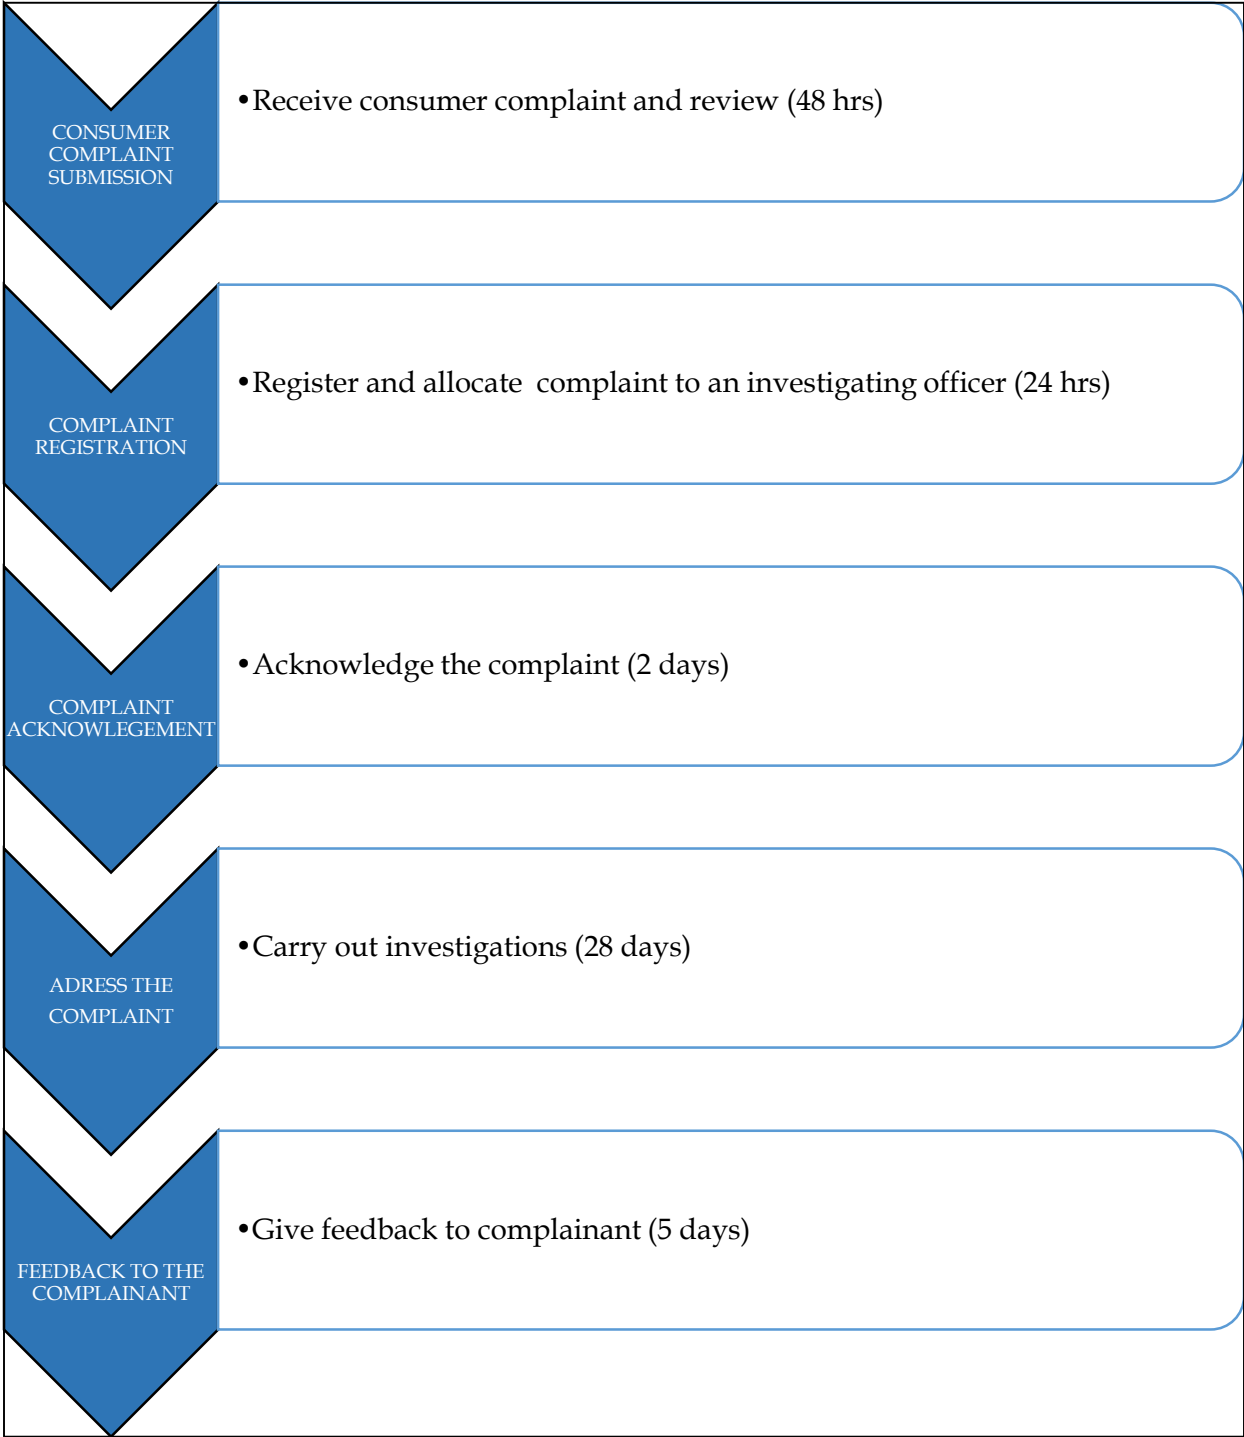 CONSUMER
COMPLAINT
SUBMISSION
•Receive consumer complaint and review (48 hrs)
COMPLAINT
REGISTRATION
•Register and allocate  complaint to an investigating officer (24 hrs)
COMPLAINT
ACKNOWLEGEMENT
•Acknowledge the complaint (2 days)
ADRESS THE
COMPLAINT
•Carry out investigations (28 days)
FEEDBACK TO THE
COMPLAINANT
•Give feedback to complainant (5 days)